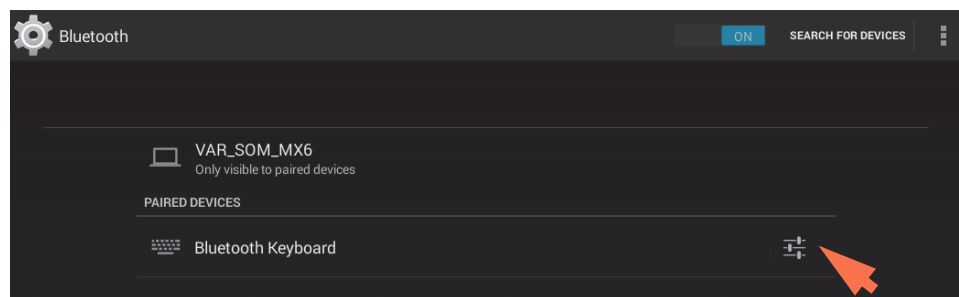 Bluetooth
ON
SEARCH FOR DEVICES
VAR_SOM_MX6
Only visible to paired devices
PAIRED DEVICES
Bluetooth Keyboard